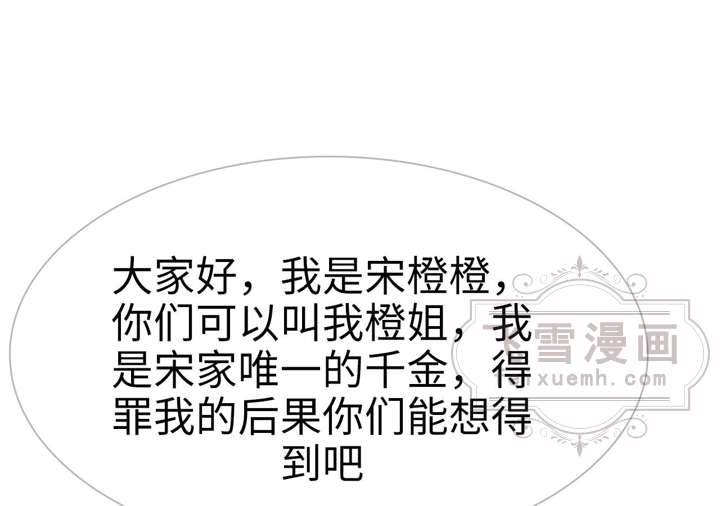 大家好，我是宋橙橙，
你们可以叫我橙姐，我
是宋家唯一的千金，得
罪我的后果你们能想得
到吧
飞雪漫画
feixuemh.com